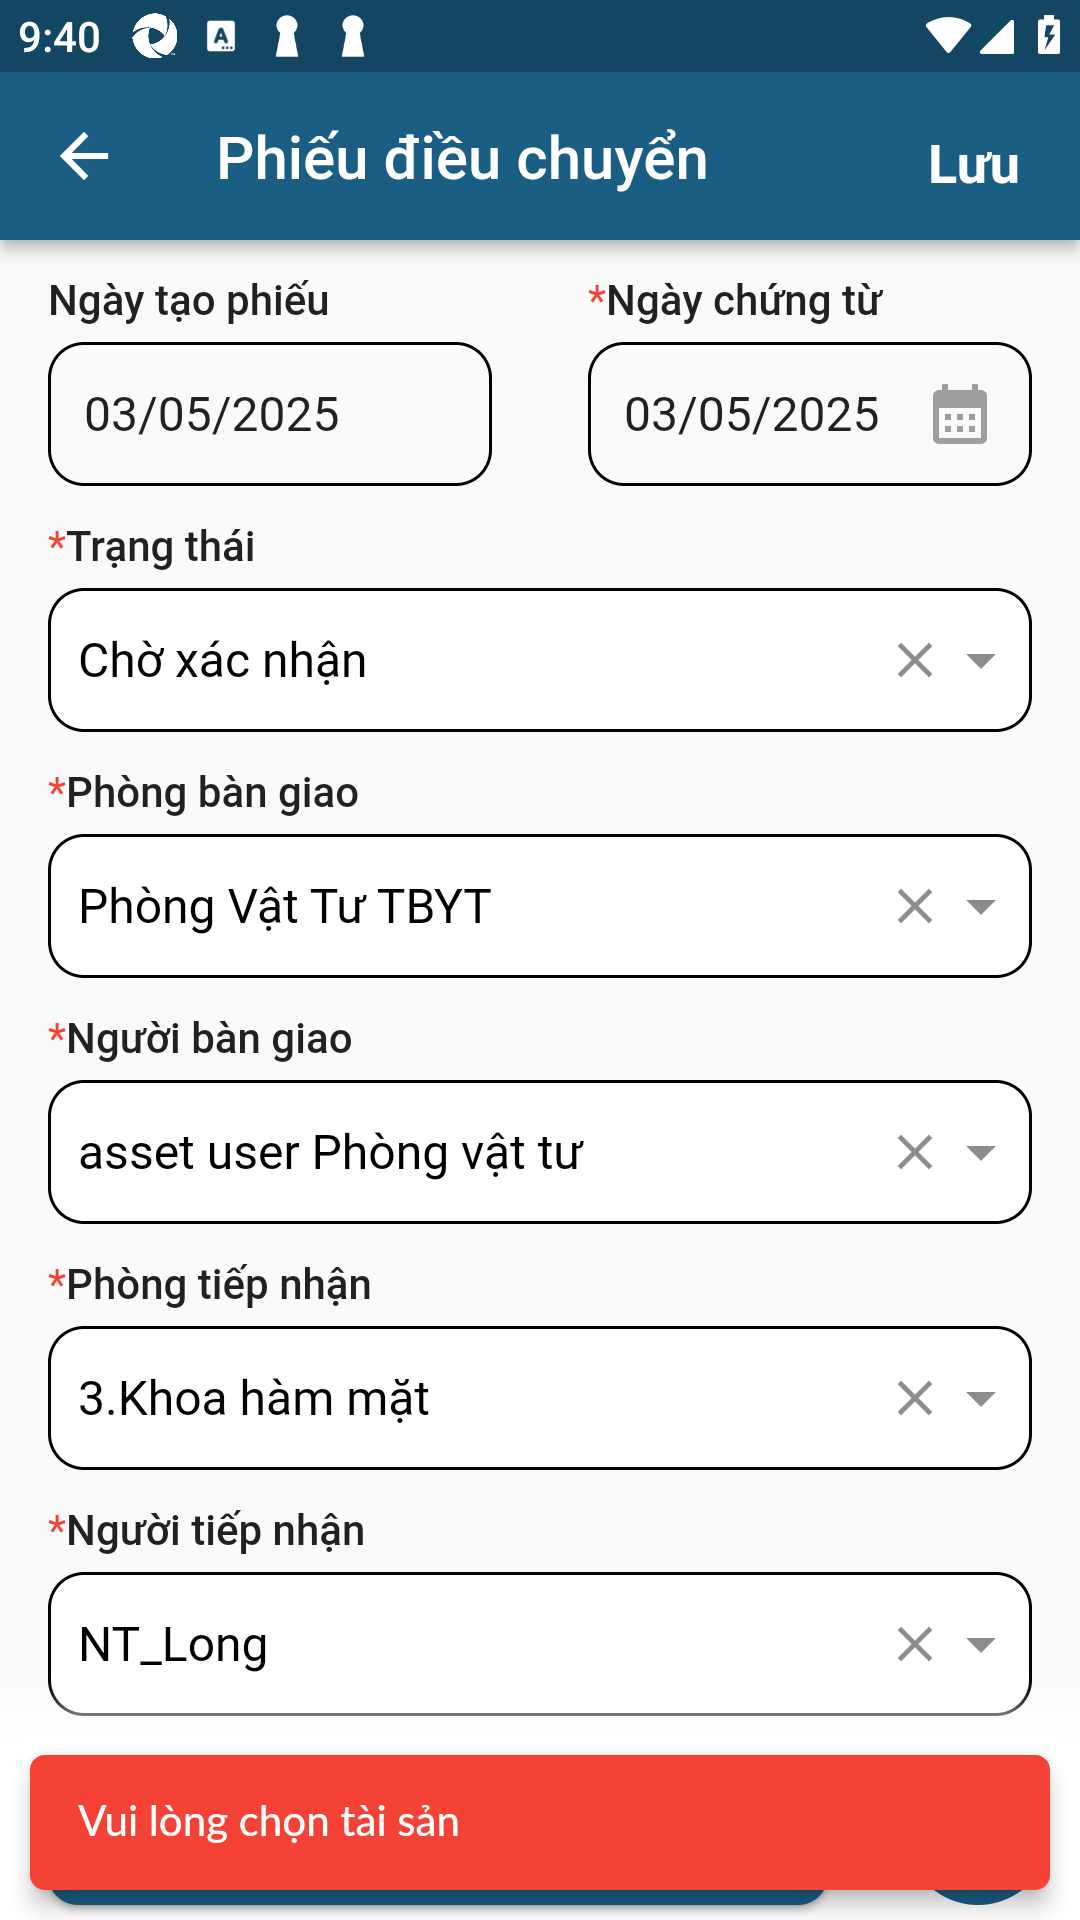 9:40
Phiếu điều chuyển
Lưu
Ngày tạo phiếu
*Ngày chứng từ
03/05/2025
03/05/2025
*Trạng thái
Chờ xác nhận
*Phòng bàn giao
Phòng Vật Tư TBYT
*Người bàn giao
asset user Phòng vật tư
*Phòng tiếp nhận
3.Khoa hàm mặt
*Người tiếp nhận
NT_Long
Vui lòng chọn tài sản